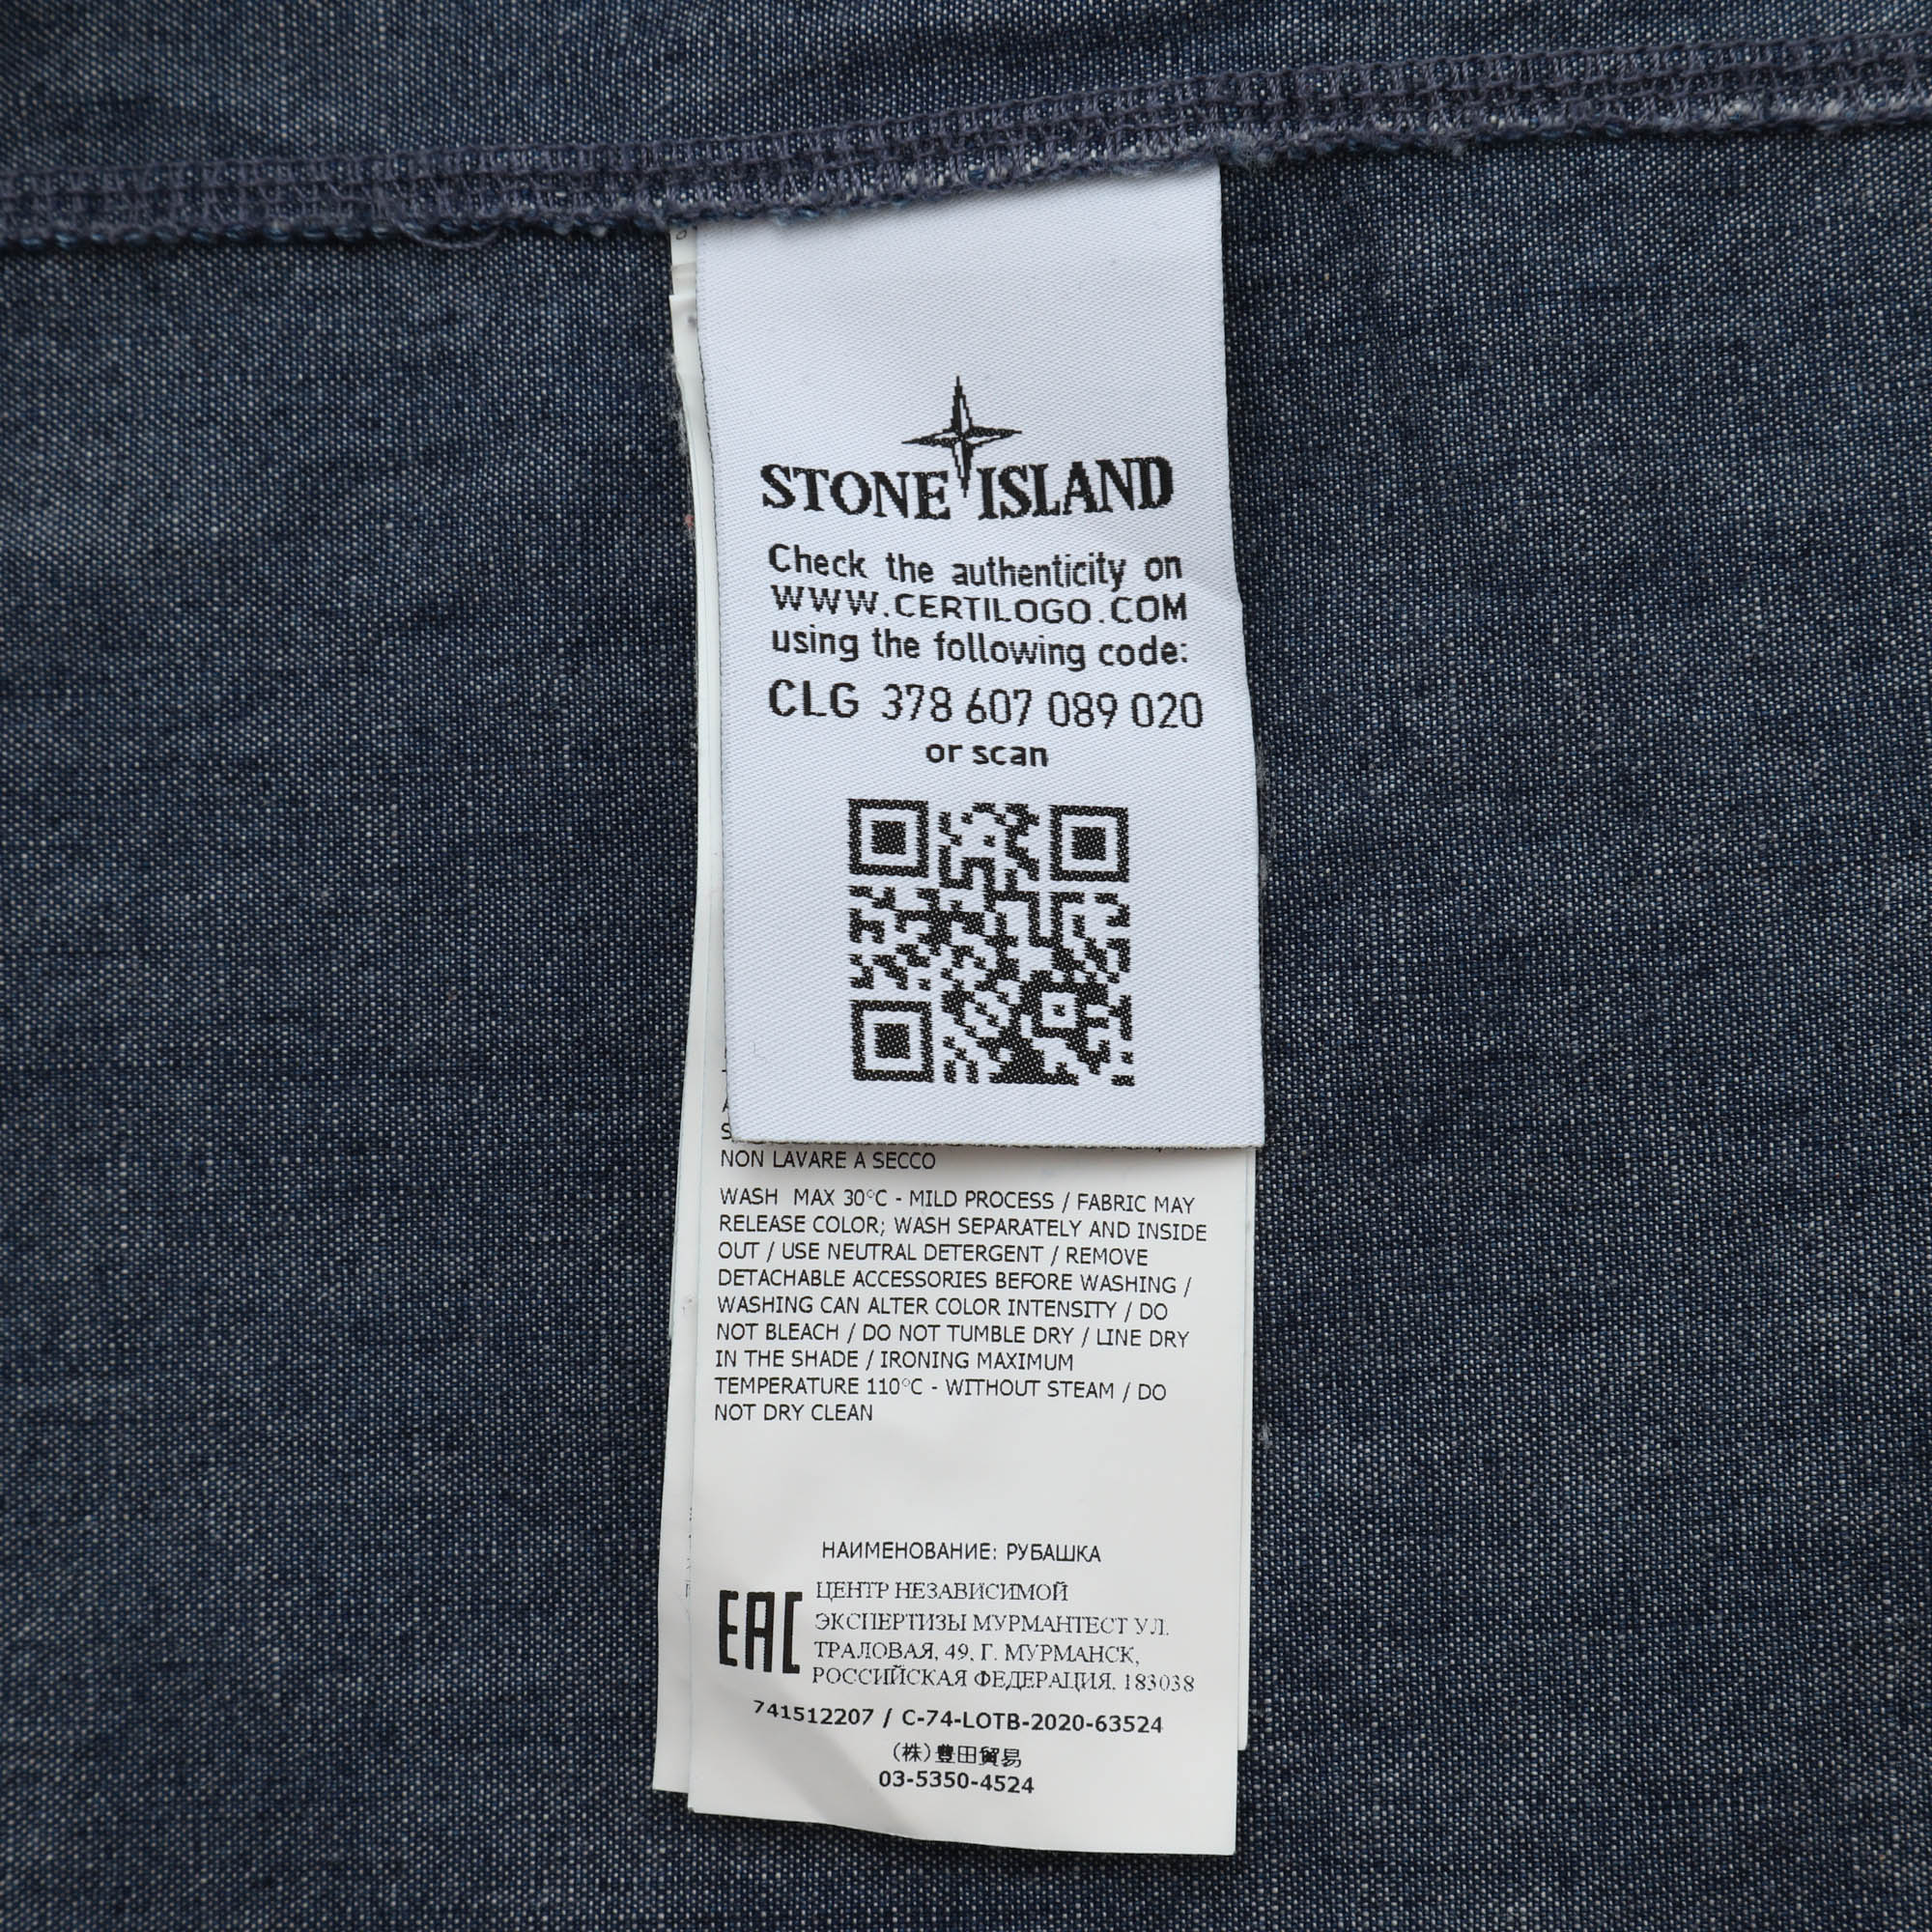 STONE ISLAND
Check the authenticity on
WWW.CERTILOGO.COM
using the following code:
CLG 378 607 089 020
or scan
NON LAVARE A SECCO
WASH MAX 30°C - MILD PROCESS / FABRIC MAY
RELEASE COLOR; WASH SEPARATELY AND INSIDE
OUT / USE NEUTRAL DETERGENT / REMOVE
DETACHABLE ACCESSORIES BEFORE WASHING /
WASHING CAN ALTER COLOR INTENSITY / DO
NOT BLEACH / DO NOT TUMBLE DRY / LINE DRY
IN THE SHADE / IRONING MAXIMUM
TEMPERATURE 110°C - WITHOUT STEAM / DO
NOT DRY CLEAN
НАИМЕНОВАНИЕ: РУБАШКА
EAC
ЦЕНТР НЕЗАВИСИМОЙ
ЭКСПЕРТИЗЫ МУРМАНТЕСТ УЛ.
ТРАЛОВАЯ, 49, Г. МУРМАНСК,
РОССИЙСКАЯ ФЕДЕРАЦИЯ, 183038
741512207 / C-74-LOTB-2020-63524
(株)豊田貿易
03-5350-4524